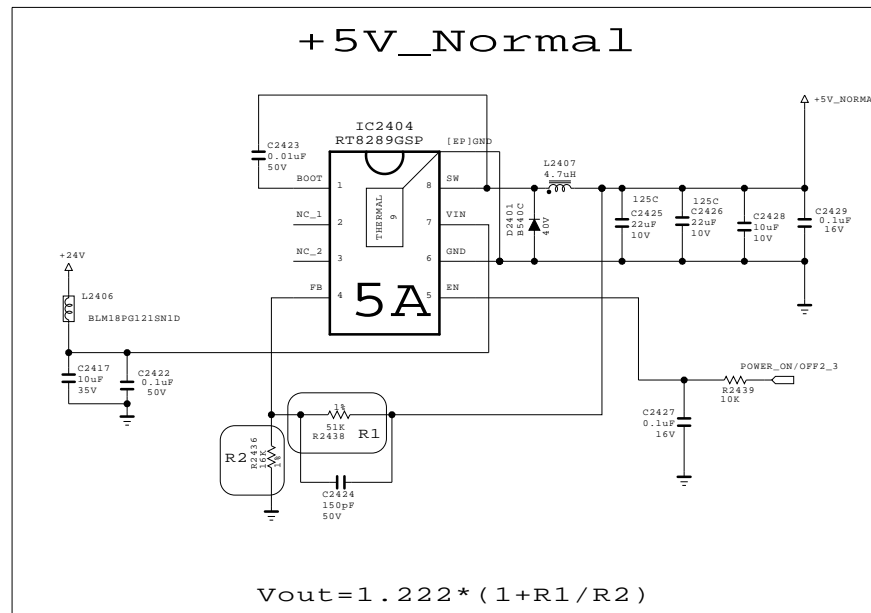 +5V_Normal
+5V_NORMA
IC2404
RT8289GSP
[EP]GND
C2423
0.01uF
50V
L2407
4.7uH
BOOT
1
8
SW
NC_1
2
7
VIN
NC_2
3
6
GND
FB
4
5
EN
THERMAL
9
5A
D2401
B540C
40V
125C
C2425
22uF
10V
125C
C2426
22uF
10V
C2428
10uF
10V
C2429
0.1uF
16V
+24V
L2406
BLM18PG121SN1D
C2417
10uF
35V
C2422
0.1uF
50V
POWER_ON/OFF2_3
R2439
10K
C2427
0.1uF
16V
1%
51K
R2438
R1
R2
R2436
16K
1%
C2424
150pF
50V
Vout=1.222*(1+R1/R2)